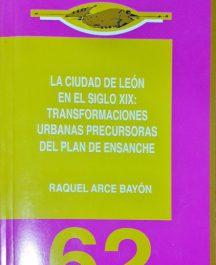 LA CIUDAD DE LEÓN
EN EL SIGLO XIX:
TRANSFORMACIONES
URBANAS PRECURSORAS
DEL PLAN DE ENSANCHE
RAQUEL ARCE BAYÓN
62